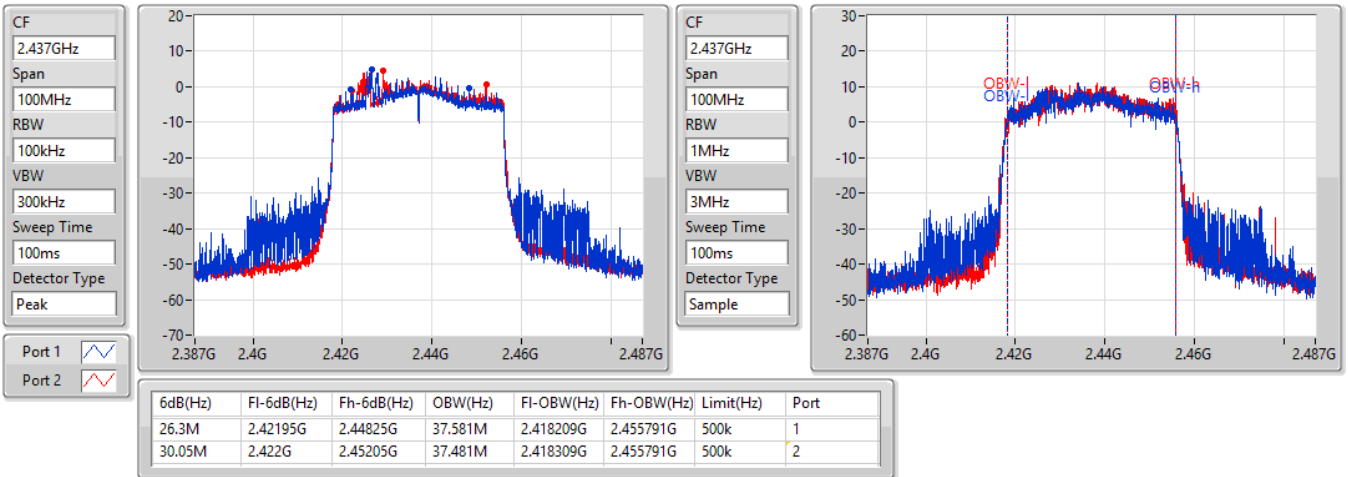 CF
2.437GHz
Span
100MHz
RBW
100kHz
VBW
300kHz
Sweep Time
100ms
Detector Type
Peak
Port 1
Port 2
20
10
0
-10
-20
-30
-40
-50
-60
-70
2.387G 2.4G 2.42G 2.44G 2.46G 2.487G
CF
2.437GHz
Span
100MHz
RBW
1MHz
VBW
3MHz
Sweep Time
100ms
Detector Type
Sample
30
20
10
0
-10
-20
-30
-40
-50
-60
OBW-l OBW-h
OBW-l OBW-h
2.387G 2.4G 2.42G 2.44G 2.46G 2.487G
6dB(Hz) Fl-6dB(Hz) Fh-6dB(Hz) OBW(Hz) Fl-OBW(Hz) Fh-OBW(Hz) Limit(Hz) Port
26.3M 2.42195G 2.44825G 37.581M 2.418209G 2.455791G 500k 1
30.05M 2.422G 2.45205G 37.481M 2.418309G 2.455791G 500k 2